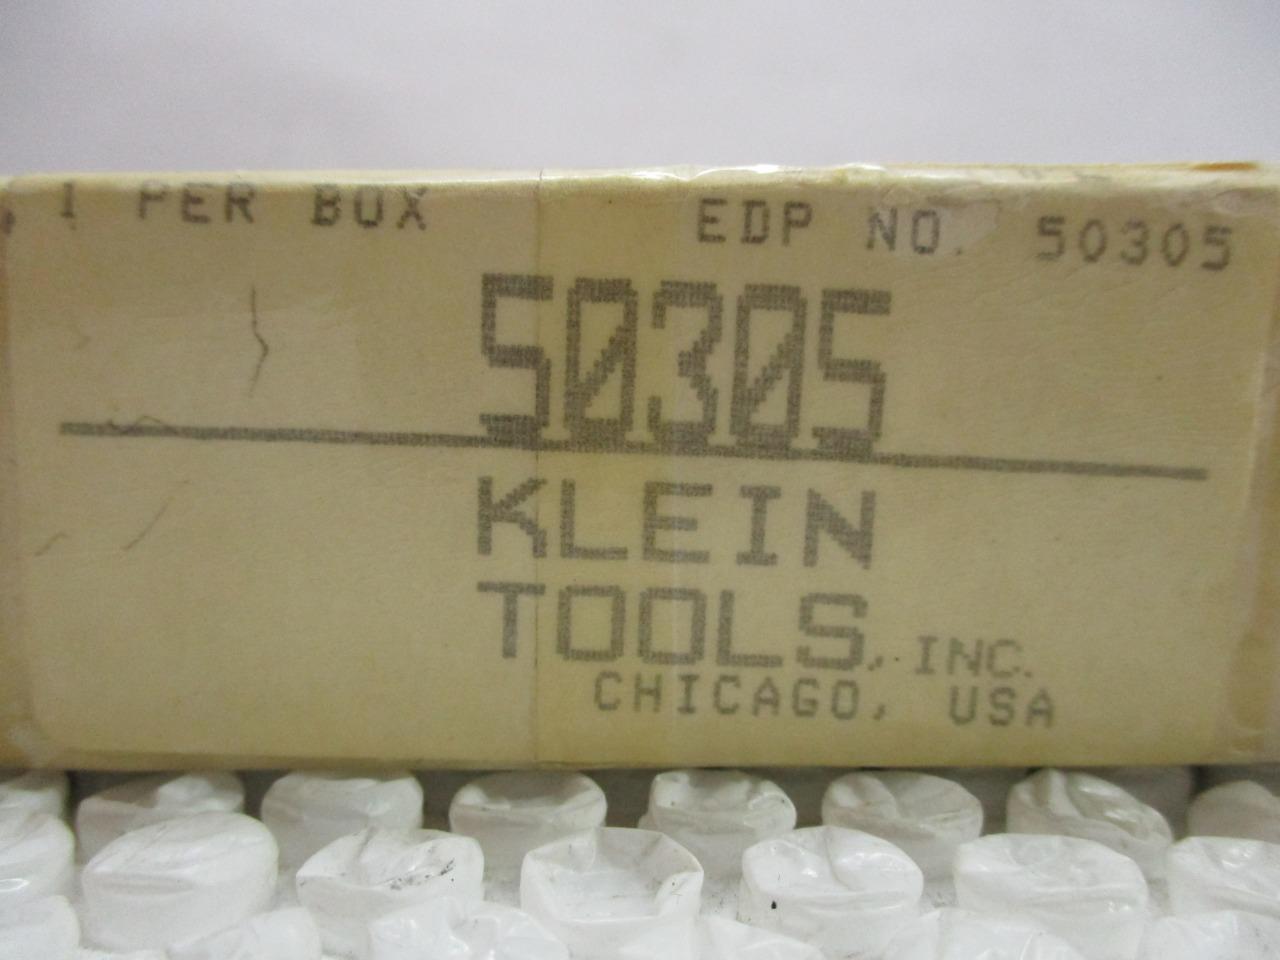 1 PER BOX EDP NO. 50305
50305
KLEIN
TOOLS, INC.
CHICAGO, USA